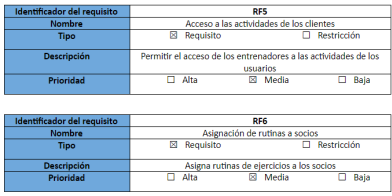 Identificador del requisito RF5
Nombre Acceso a las actividades de los clientes
Tipo ☒ Requisito ☐ Restricción
Descripción Permitir el acceso de los entrenadores a las actividades de los
usuarios
Prioridad ☐ Alta ☒ Media ☐ Baja
Identificador del requisito RF6
Nombre Asignación de rutinas a socios
Tipo ☒ Requisito ☐ Restricción
Descripción Asigna rutinas de ejercicios a los socios
Prioridad ☐ Alta ☒ Media ☐ Baja